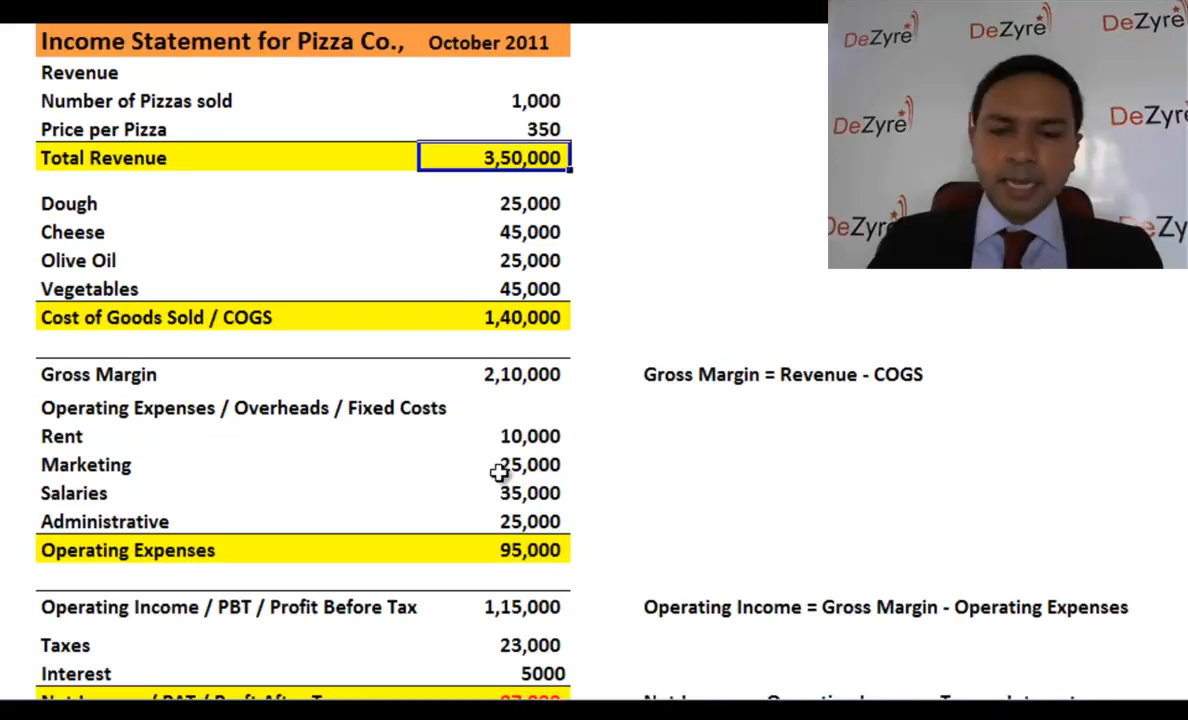 Income Statement for Pizza Co., October 2011
Revenue
Number of Pizzas sold 1,000
Price per Pizza 350
Total Revenue 3,50,000
Dough 25,000
Cheese 45,000
Olive Oil 25,000
Vegetables 45,000
Cost of Goods Sold / COGS 1,40,000
Gross Margin 2,10,000 Gross Margin = Revenue - COGS
Operating Expenses / Overheads / Fixed Costs
Rent 10,000
Marketing 25,000
Salaries 35,000
Administrative 25,000
Operating Expenses 95,000
Operating Income / PBT / Profit Before Tax 1,15,000 Operating Income = Gross Margin - Operating Expenses
Taxes 23,000
Interest 5000
DeZyre DeZyre DeZyre
DeZyre DeZyre
DeZyre